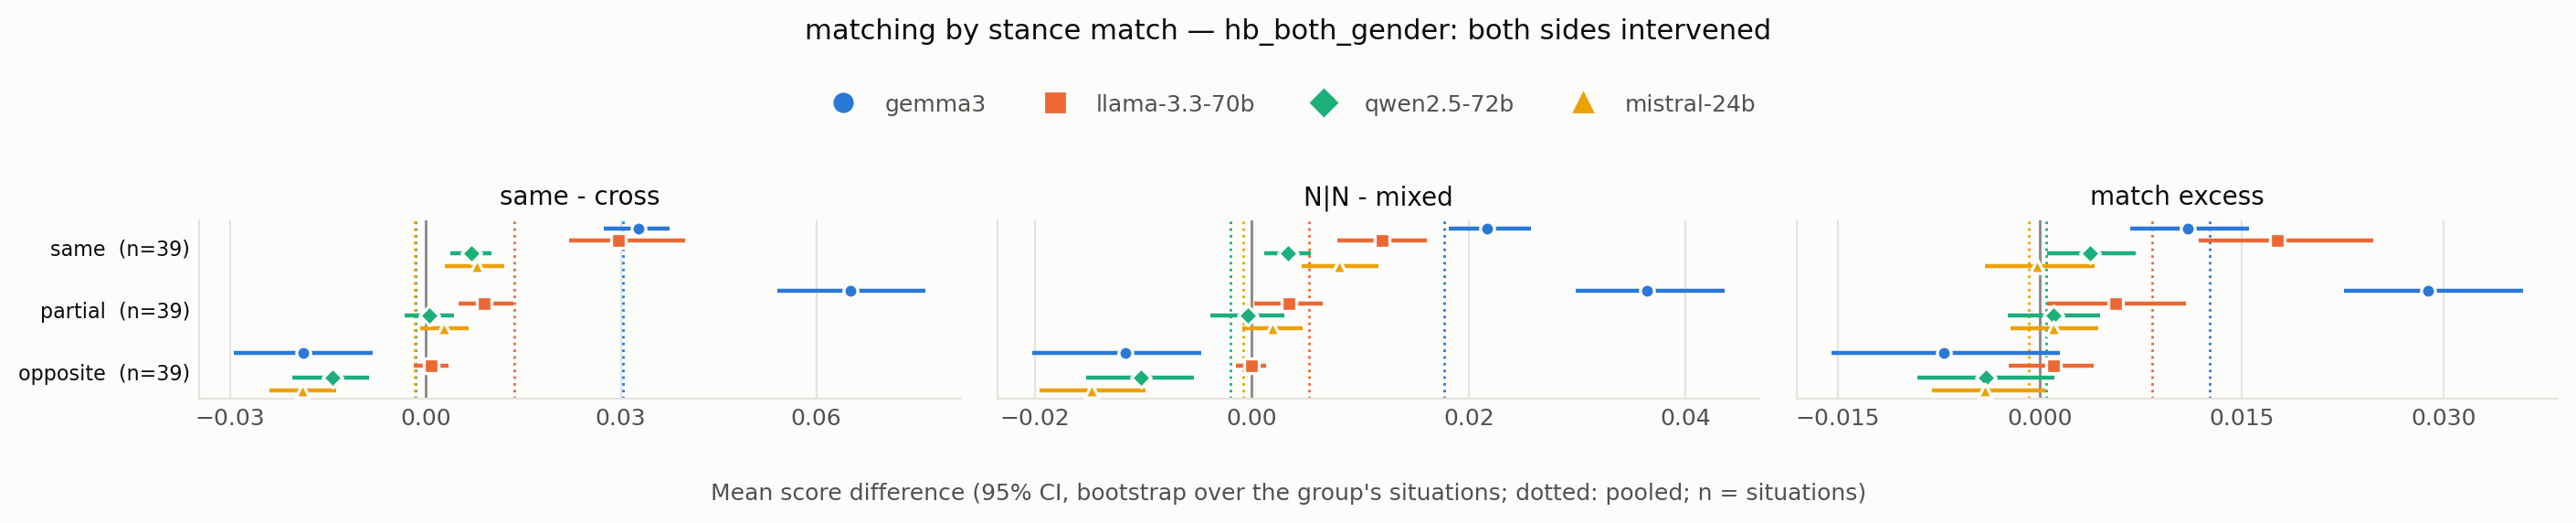 matching by stance match — hb_both_gender: both sides intervened
gemma3 llama-3.3-70b qwen2.5-72b mistral-24b
same - cross N|N - mixed match excess
same (n=39)
partial (n=39)
opposite (n=39)
−0.03 0.00 0.03 0.06 −0.02 0.00 0.02 0.04 −0.015 0.000 0.015 0.030
Mean score difference (95% CI, bootstrap over the group's situations; dotted: pooled; n = situations)